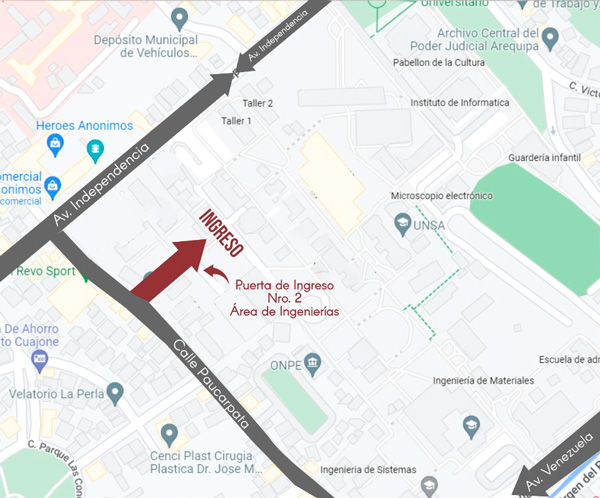 Universitario
de Trabajo y
Av. Independencia
Depósito Municipal
de Vehículos...
Archivo Central del
Poder Judicial Arequipa
Pabellon de la Cultura
C. Victo
Taller 2
Instituto de Informatica
Taller 1
Heroes Anonimos
Av. Independencia
Guardería infantil
omercial
nonimos
comercial
Microscopio electrónico
INGRESO
UNSA
Revo Sport
Puerta de Ingreso
Nro. 2
Área de Ingenierías
a De Ahorro
to Cuajone
Calle Paucarpata
ONPE
Escuela de adm
Ingeniería de Materiales
Velatorio La Perla
C. Parque Las Cond
Cenci Plast Cirugia
Plastica Dr. Jose M...
Ingenieria de Sistemas
Av. Venezuela